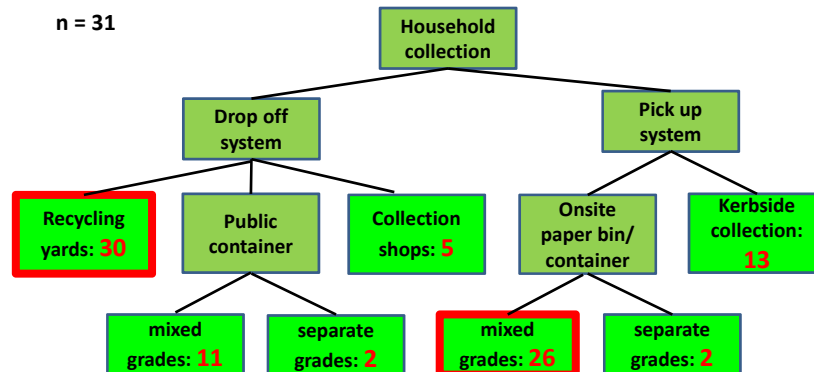 n = 31
Household
collection
Drop off
system
Pick up
system
Recycling
yards: 30
Public
container
Collection
shops: 5
Onsite
paper bin/
container
Kerbside
collection:
13
mixed
grades: 11
separate
grades: 2
mixed
grades: 26
separate
grades: 2